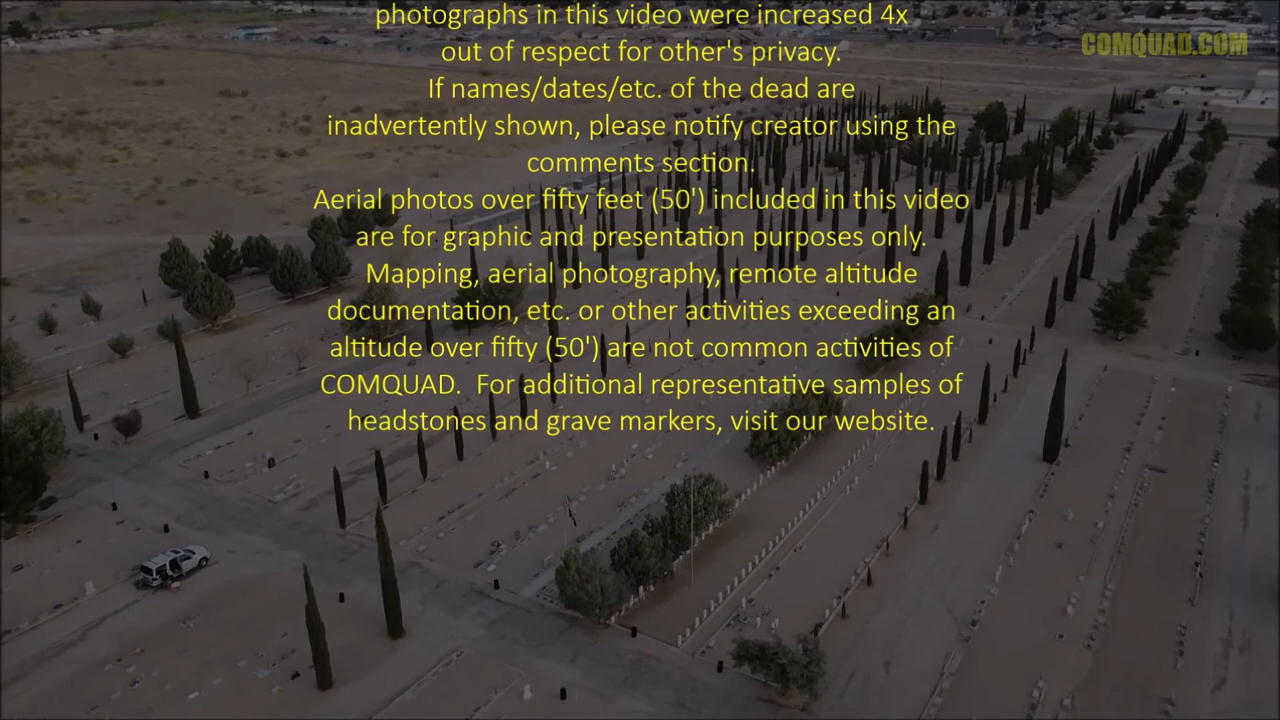 photographs in this video were increased 4x
out of respect for other's privacy.
If names/dates/etc. of the dead are
inadvertently shown, please notify creator using the
comments section.
Aerial photos over fifty feet (50') included in this video
are for graphic and presentation purposes only.
Mapping, aerial photography, remote altitude
documentation, etc. or other activities exceeding an
altitude over fifty (50') are not common activities of
COMQUAD.  For additional representative samples of
headstones and grave markers, visit our website.
COMQUAD.COM